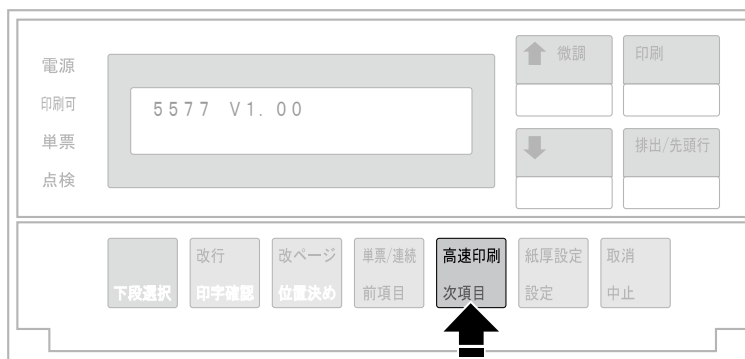 電源
印刷可
単票
点検
5577 V1.00
微調
印刷
排出/先頭行
下段選択
改行
印字確認
改ページ
位置決め
単票/連続
前項目
高速印刷
次項目
紙厚設定
設定
取消
中止